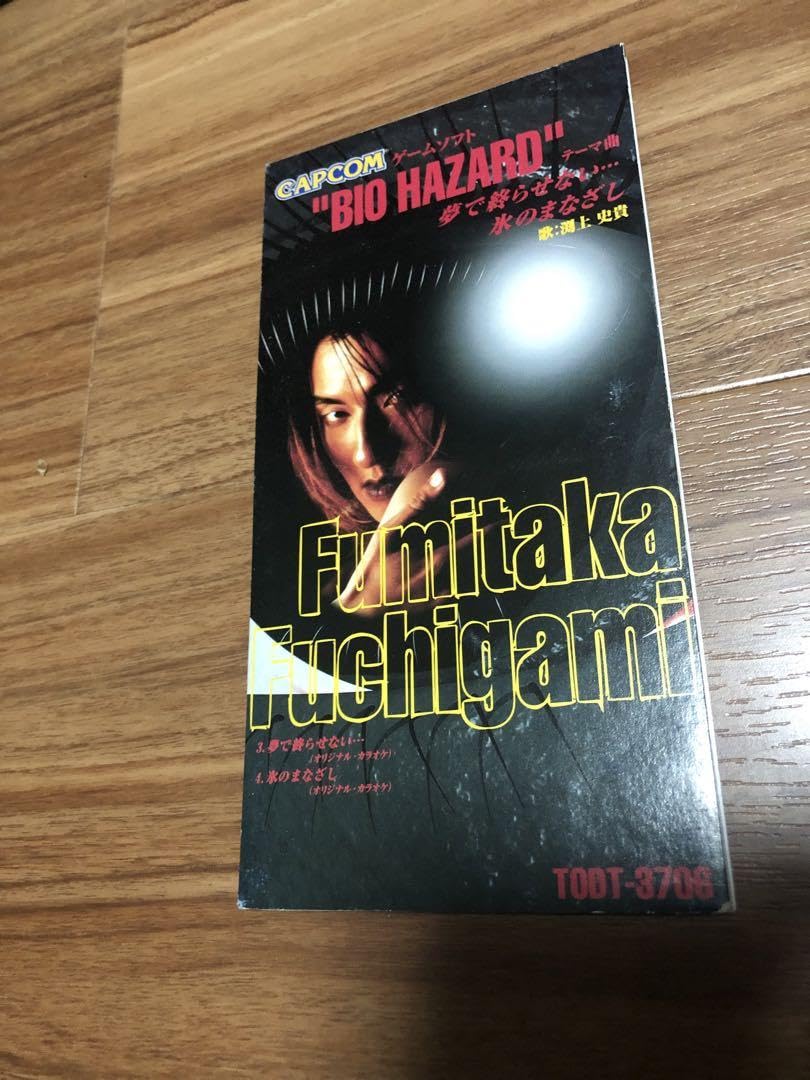 CAPCOM ゲームソフト
"BIO HAZARD" テーマ曲
夢で終らせない…
氷のまなざし
歌:渕上 史貴
Fumitaka
Fuchigami
3. 夢で終らせない…
(オリジナル・カラオケ)
4. 氷のまなざし
(オリジナル・カラオケ)
TODT-3706